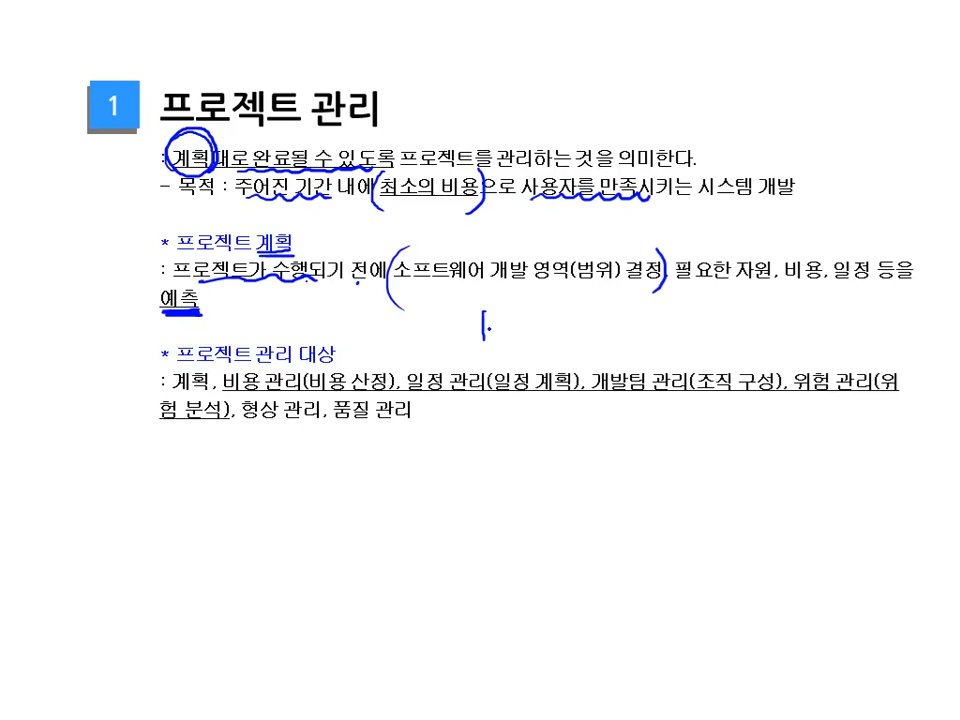 1 프로젝트 관리
: 계획대로 완료될 수 있도록 프로젝트를 관리하는 것을 의미한다.
- 목적 : 주어진 기간 내에 최소의 비용으로 사용자를 만족시키는 시스템 개발
* 프로젝트 계획
: 프로젝트가 수행되기 전에 소프트웨어 개발 영역(범위) 결정, 필요한 자원, 비용, 일정 등을
예측
* 프로젝트 관리 대상
: 계획, 비용 관리(비용 산정), 일정 관리(일정 계획), 개발팀 관리(조직 구성), 위험 관리(위
험 분석), 형상 관리, 품질 관리